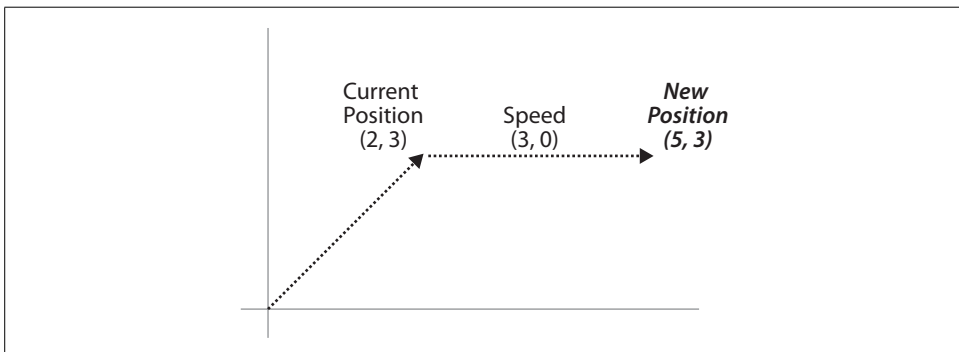 Current
Position
(2, 3)
Speed
(3, 0)
New
Position
(5, 3)